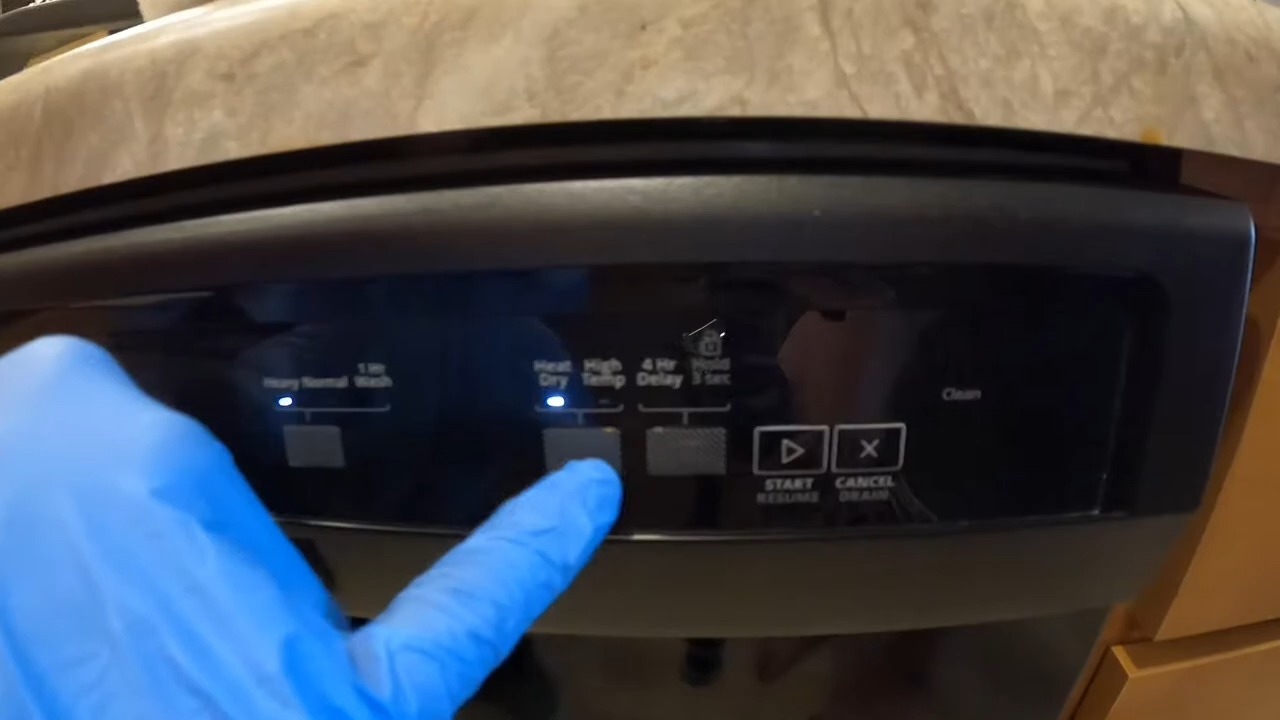 1 Hr
Heavy Normal Wash
Heat High 4 Hr Hold
Dry Temp Delay 3 sec
START CANCEL
RESUME DRAIN
Clean